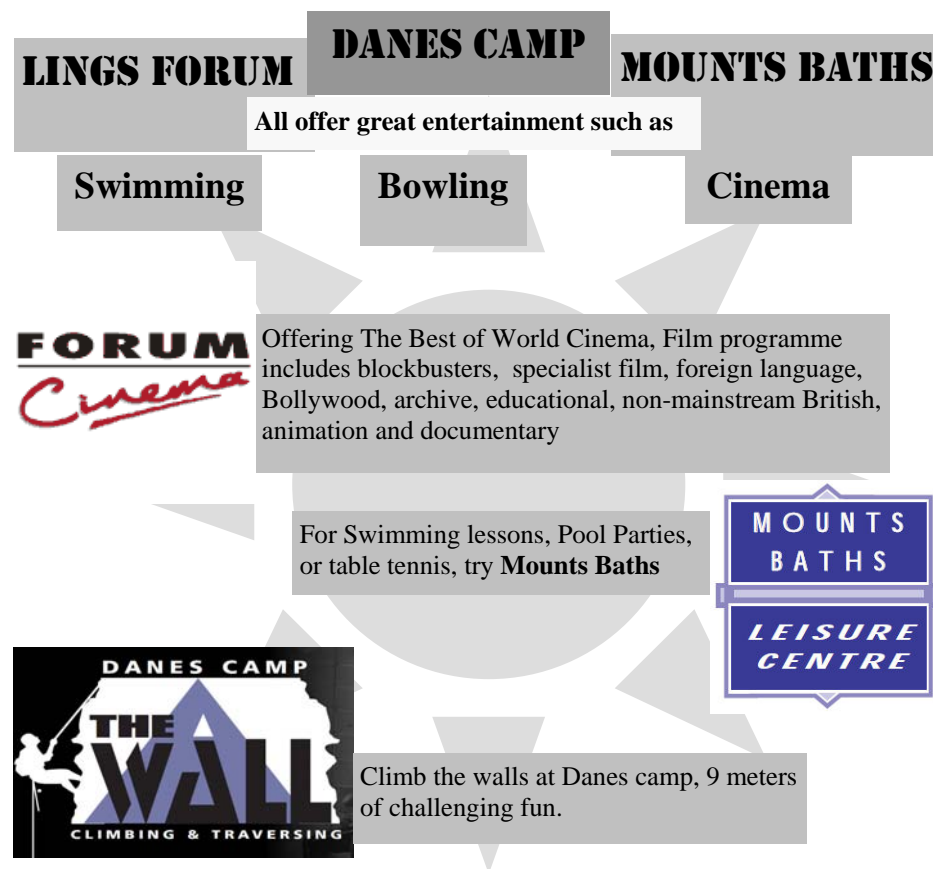 LINGS FORUM
DANES CAMP
MOUNTS BATHS
All offer great entertainment such as
Swimming
Bowling
Cinema
FORUM
Cinema
Offering The Best of World Cinema, Film programme
includes blockbusters, specialist film, foreign language,
Bollywood, archive, educational, non-mainstream British,
animation and documentary
For Swimming lessons, Pool Parties,
or table tennis, try Mounts Baths
MOUNTS
BATHS
LEISURE
CENTRE
DANES CAMP
THE
WALL
CLIMBING & TRAVERSING
Climb the walls at Danes camp, 9 meters
of challenging fun.